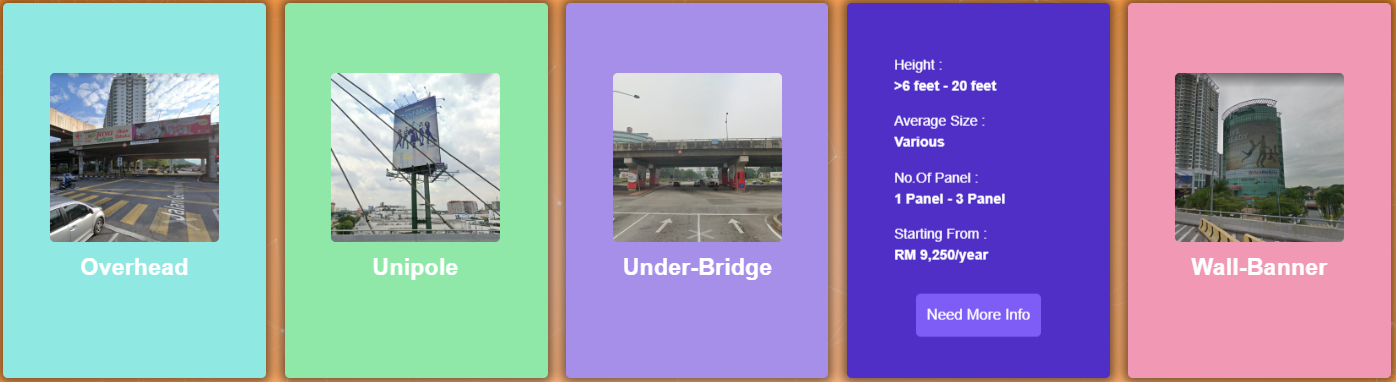 Overhead
Unipole
Under-Bridge
Height :
>6 feet - 20 feet
Average Size :
Various
No.Of Panel :
1 Panel - 3 Panel
Starting From :
RM 9,250/year
Need More Info
Wall-Banner